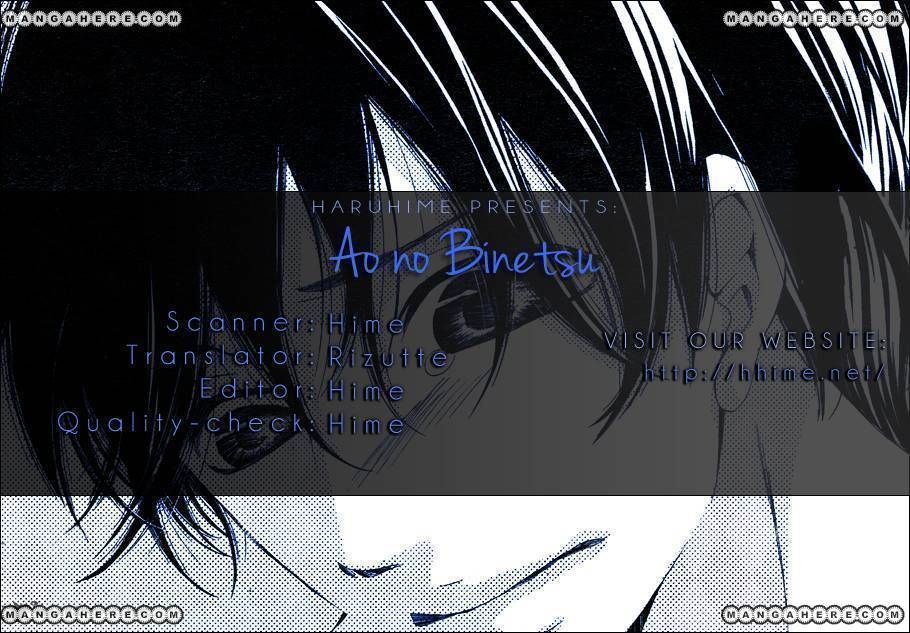 MANGAHERE.COM MANGAHERE.COM
HARUHIME PRESENTS:
Ao no Binetsu
Scanner: Hime
Translator: Rizutte
Editor: Hime
Quality-check: Hime
VISIT OUR WEBSITE:
http://hhime.net/
MANGAHERE.COM MANGAHERE.COM